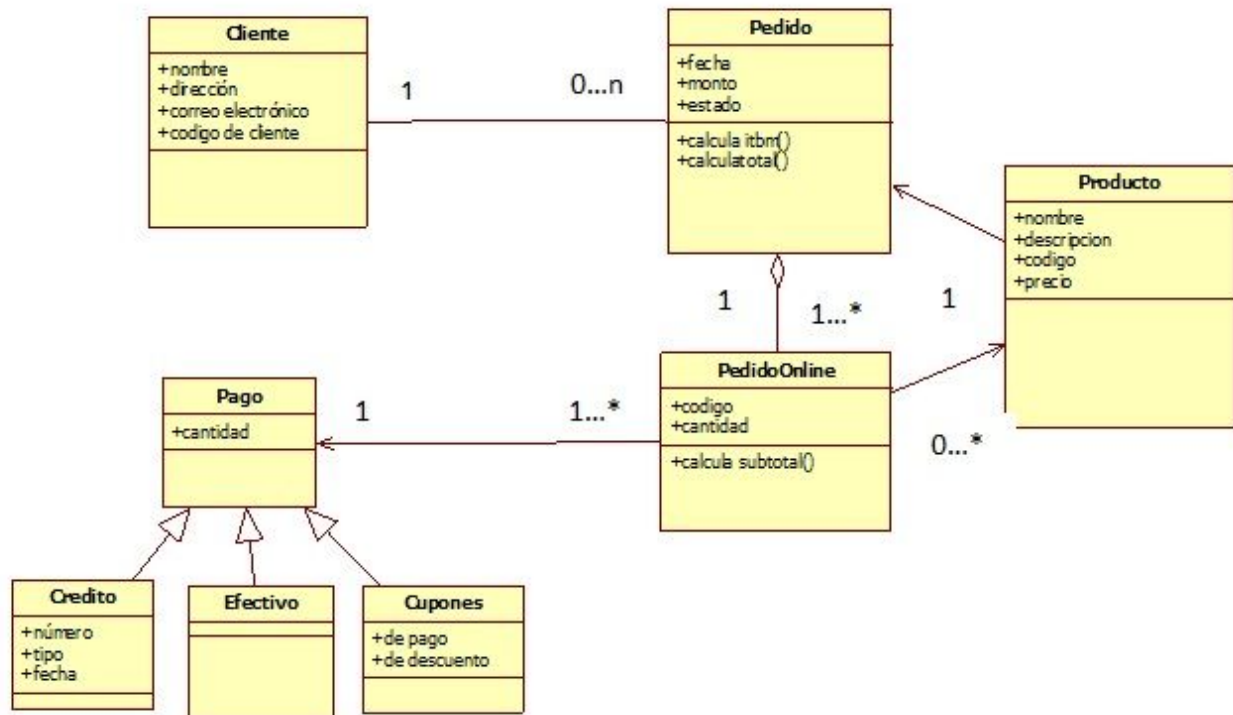 Cliente
+nombre
+dirección
+correo electrónico
+codigo de cliente
1
0...n
Pedido
+fecha
+monto
+estado
+calcula itbm()
+calculatotal()
Producto
+nombre
+descripcion
+codigo
+precio
1
1...*
1
PedidoOnline
+codigo
+cantidad
+calcula subtotal()
0...*
Pago
+cantidad
1
1...*
Credito
+número
+tipo
+fecha
Efectivo
Cupones
+de pago
+de descuento